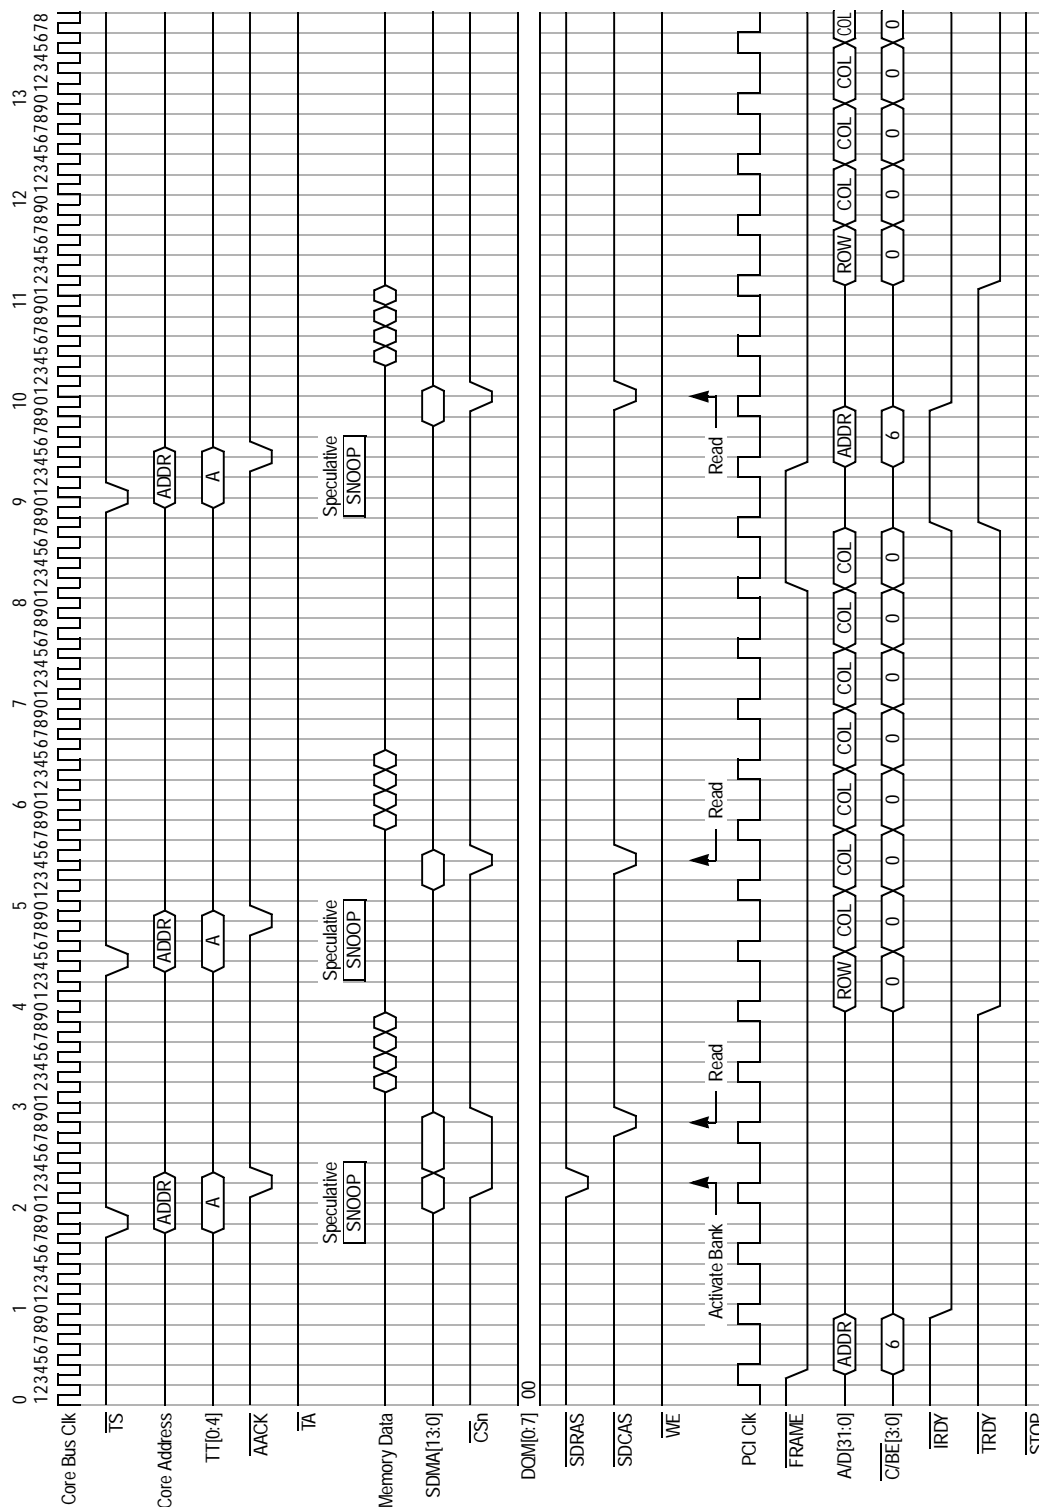 0 1 2 3 4 5 6 7 8 9 10 11 12 13
123456789012345678901234567890123456789012345678901234567890123456789012345678901234567890123456789012345678901234567890123456789012345678
Core Bus Clk
TS
Core Address ADDR ADDR ADDR
TT[0:4] A A A
AACK
TA
Speculative Speculative Speculative
SNOOP SNOOP SNOOP
Memory Data
SDMA[13:0]
CSn
DQM[0:7] 00
SDRAS
SDCAS
WE
Activate Bank Read Read Read
PCI Clk
FRAME
A/D[31:0] ADDR ROW COL COL COL COL COL COL COL ADDR ROW COL COL COL COL
C/BE[3:0] 6 0 0 0 0 0 0 0 0 6 0 0 0 0 0
IRDY
TRDY
STOP